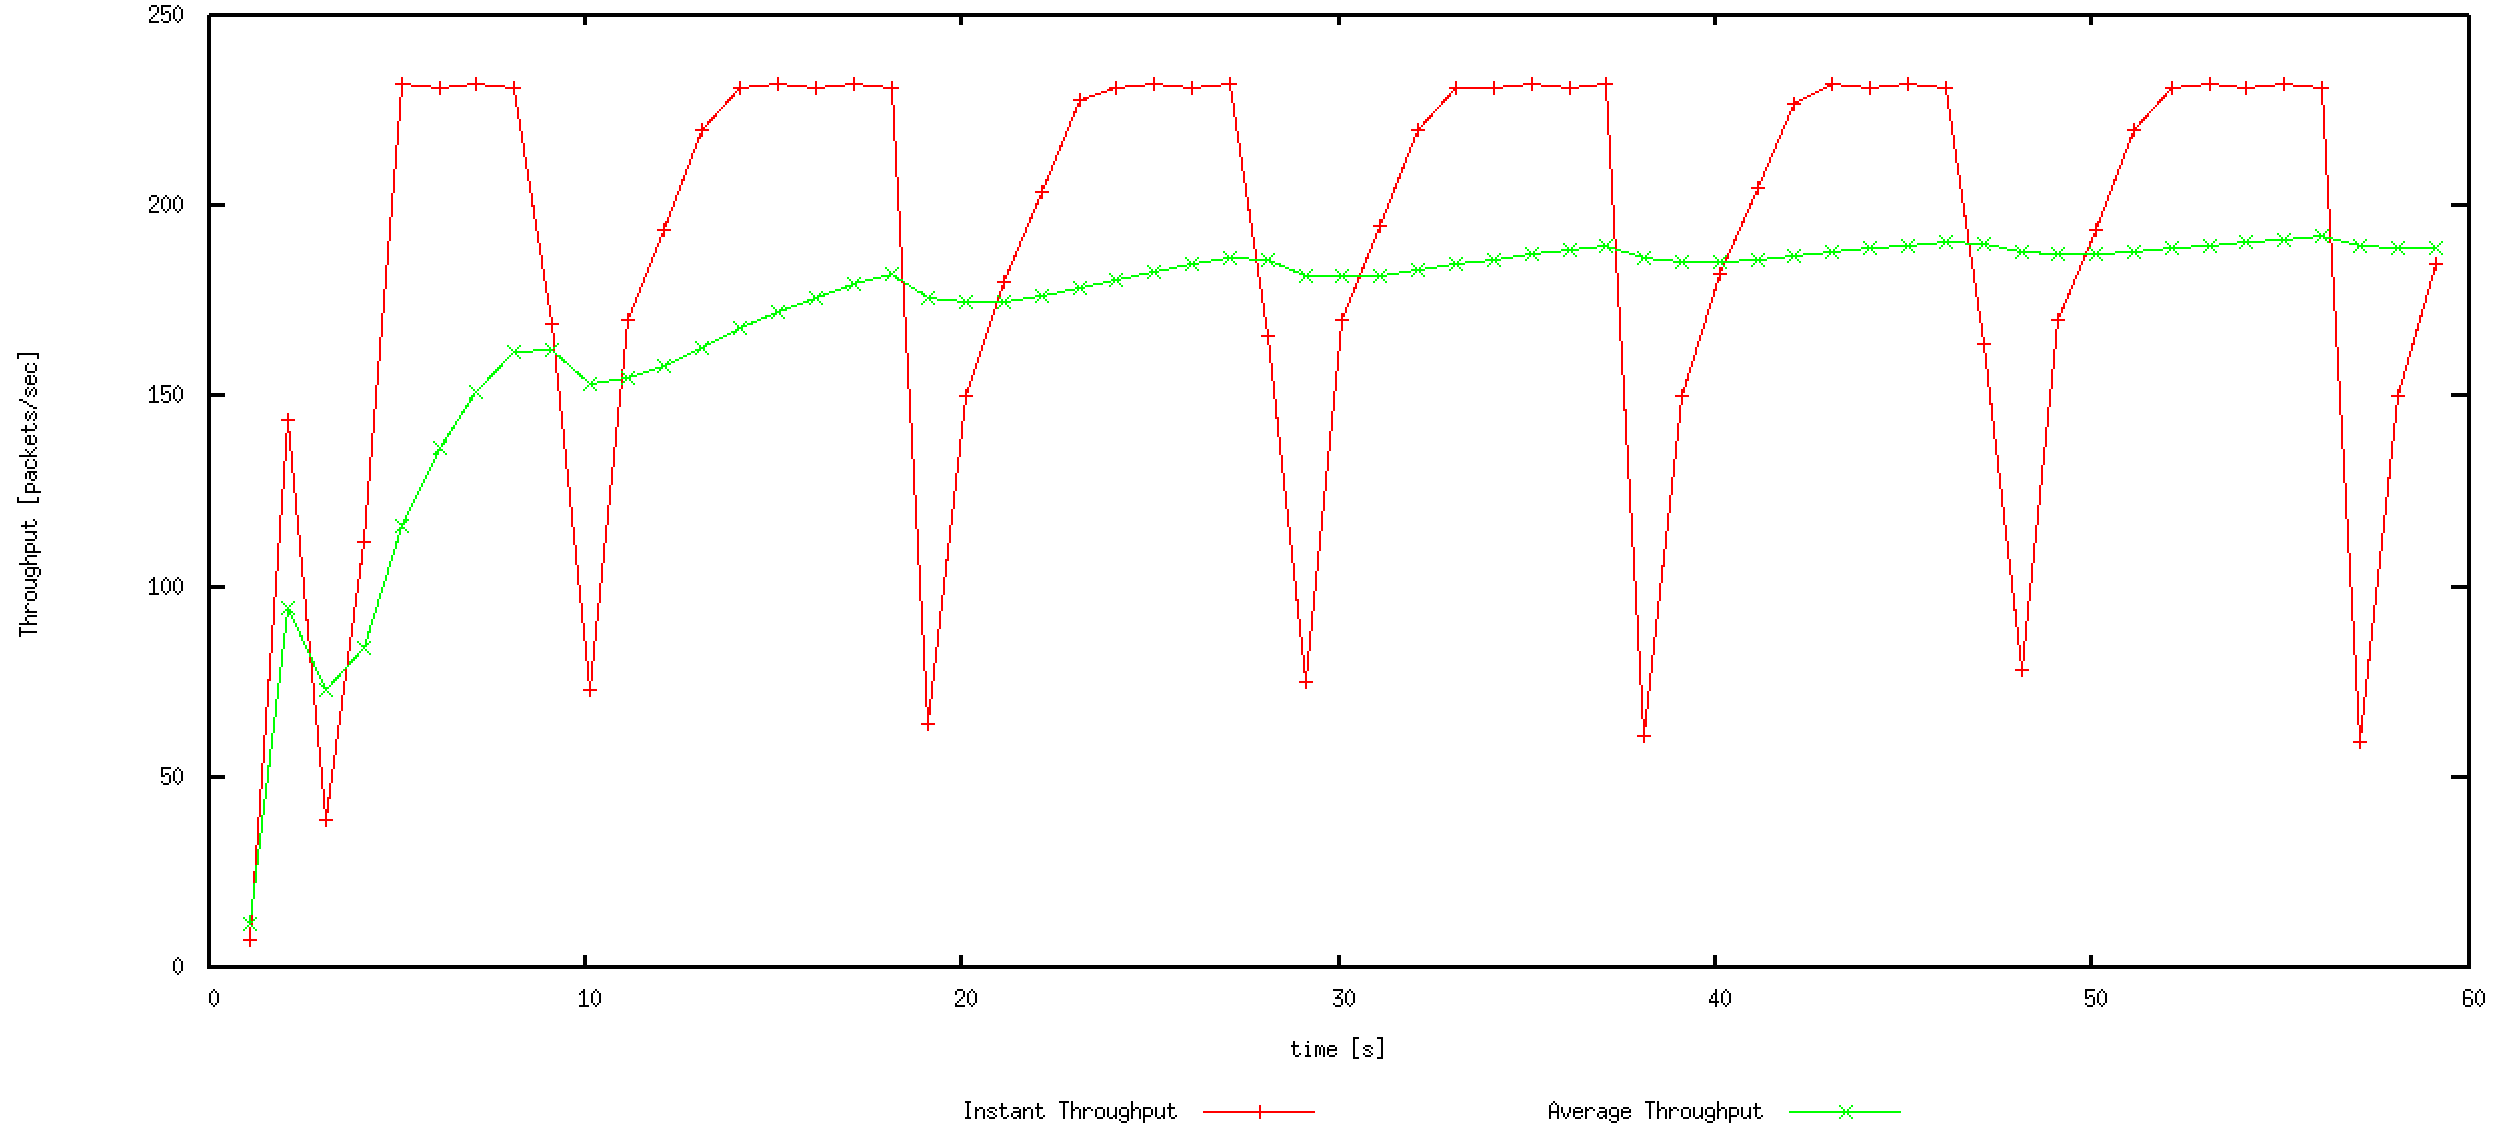 250
200
150
100
50
0
Throughput [packets/sec]
0 10 20 30 40 50 60
time [s]
Instant Throughput Average Throughput